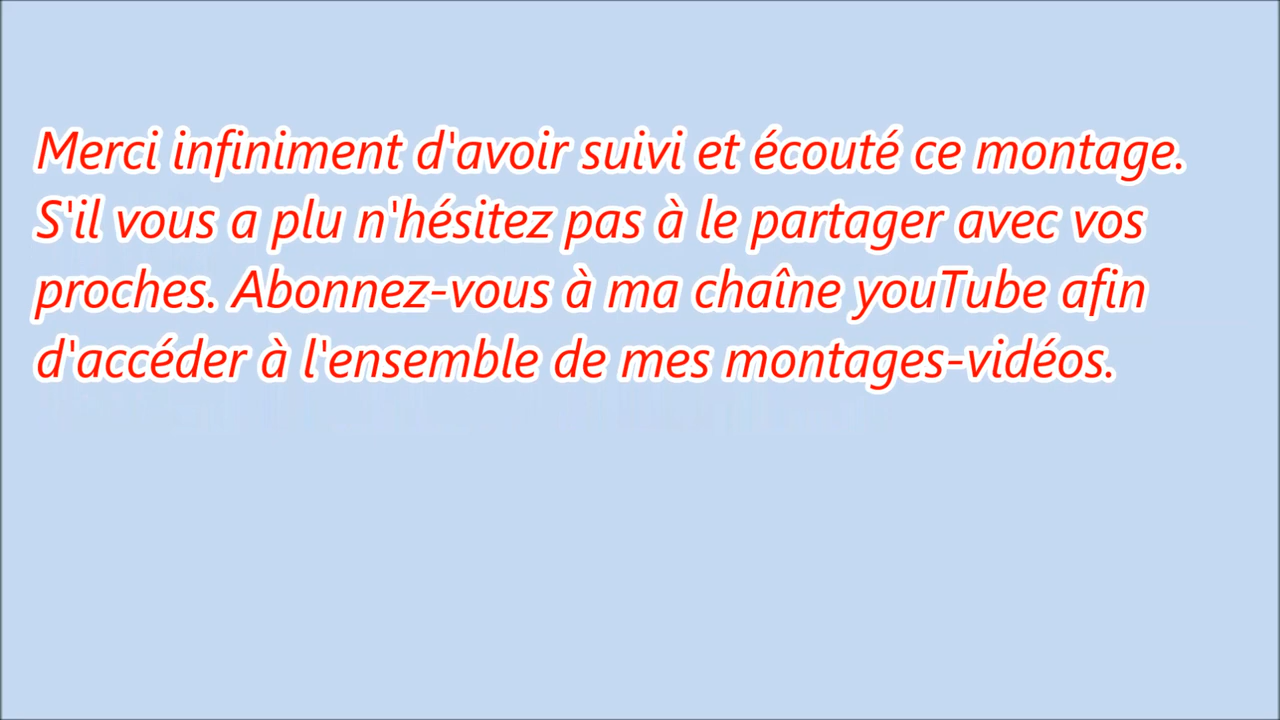 Merci infiniment d'avoir suivi et écouté ce montage.
S'il vous a plu n'hésitez pas à le partager avec vos
proches. Abonnez-vous à ma chaîne youTube afin
d'accéder à l'ensemble de mes montages-vidéos.